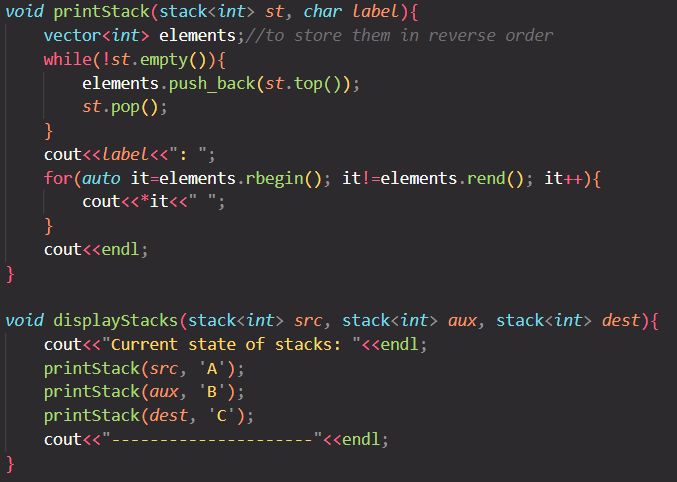 void printStack(stack<int> st, char label){
    vector<int> elements;//to store them in reverse order
    while(!st.empty()){
        elements.push_back(st.top());
        st.pop();
    }
    cout<<label<<": ";
    for(auto it=elements.rbegin(); it!=elements.rend(); it++){
        cout<<*it<<" ";
    }
    cout<<endl;
}

void displayStacks(stack<int> src, stack<int> aux, stack<int> dest){
    cout<<"Current state of stacks: "<<endl;
    printStack(src, 'A');
    printStack(aux, 'B');
    printStack(dest, 'C');
    cout<<"---------------------"<<endl;
}